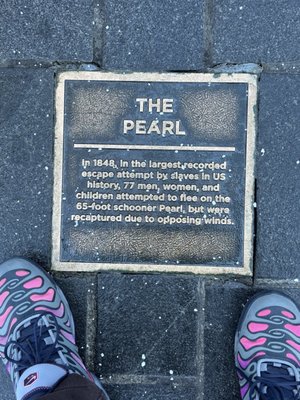 THE
PEARL
In 1848, in the largest recorded
escape attempt by slaves in US
history, 77 men, women, and
children attempted to flee on the
65-foot schooner Pearl, but were
recaptured due to opposing winds.